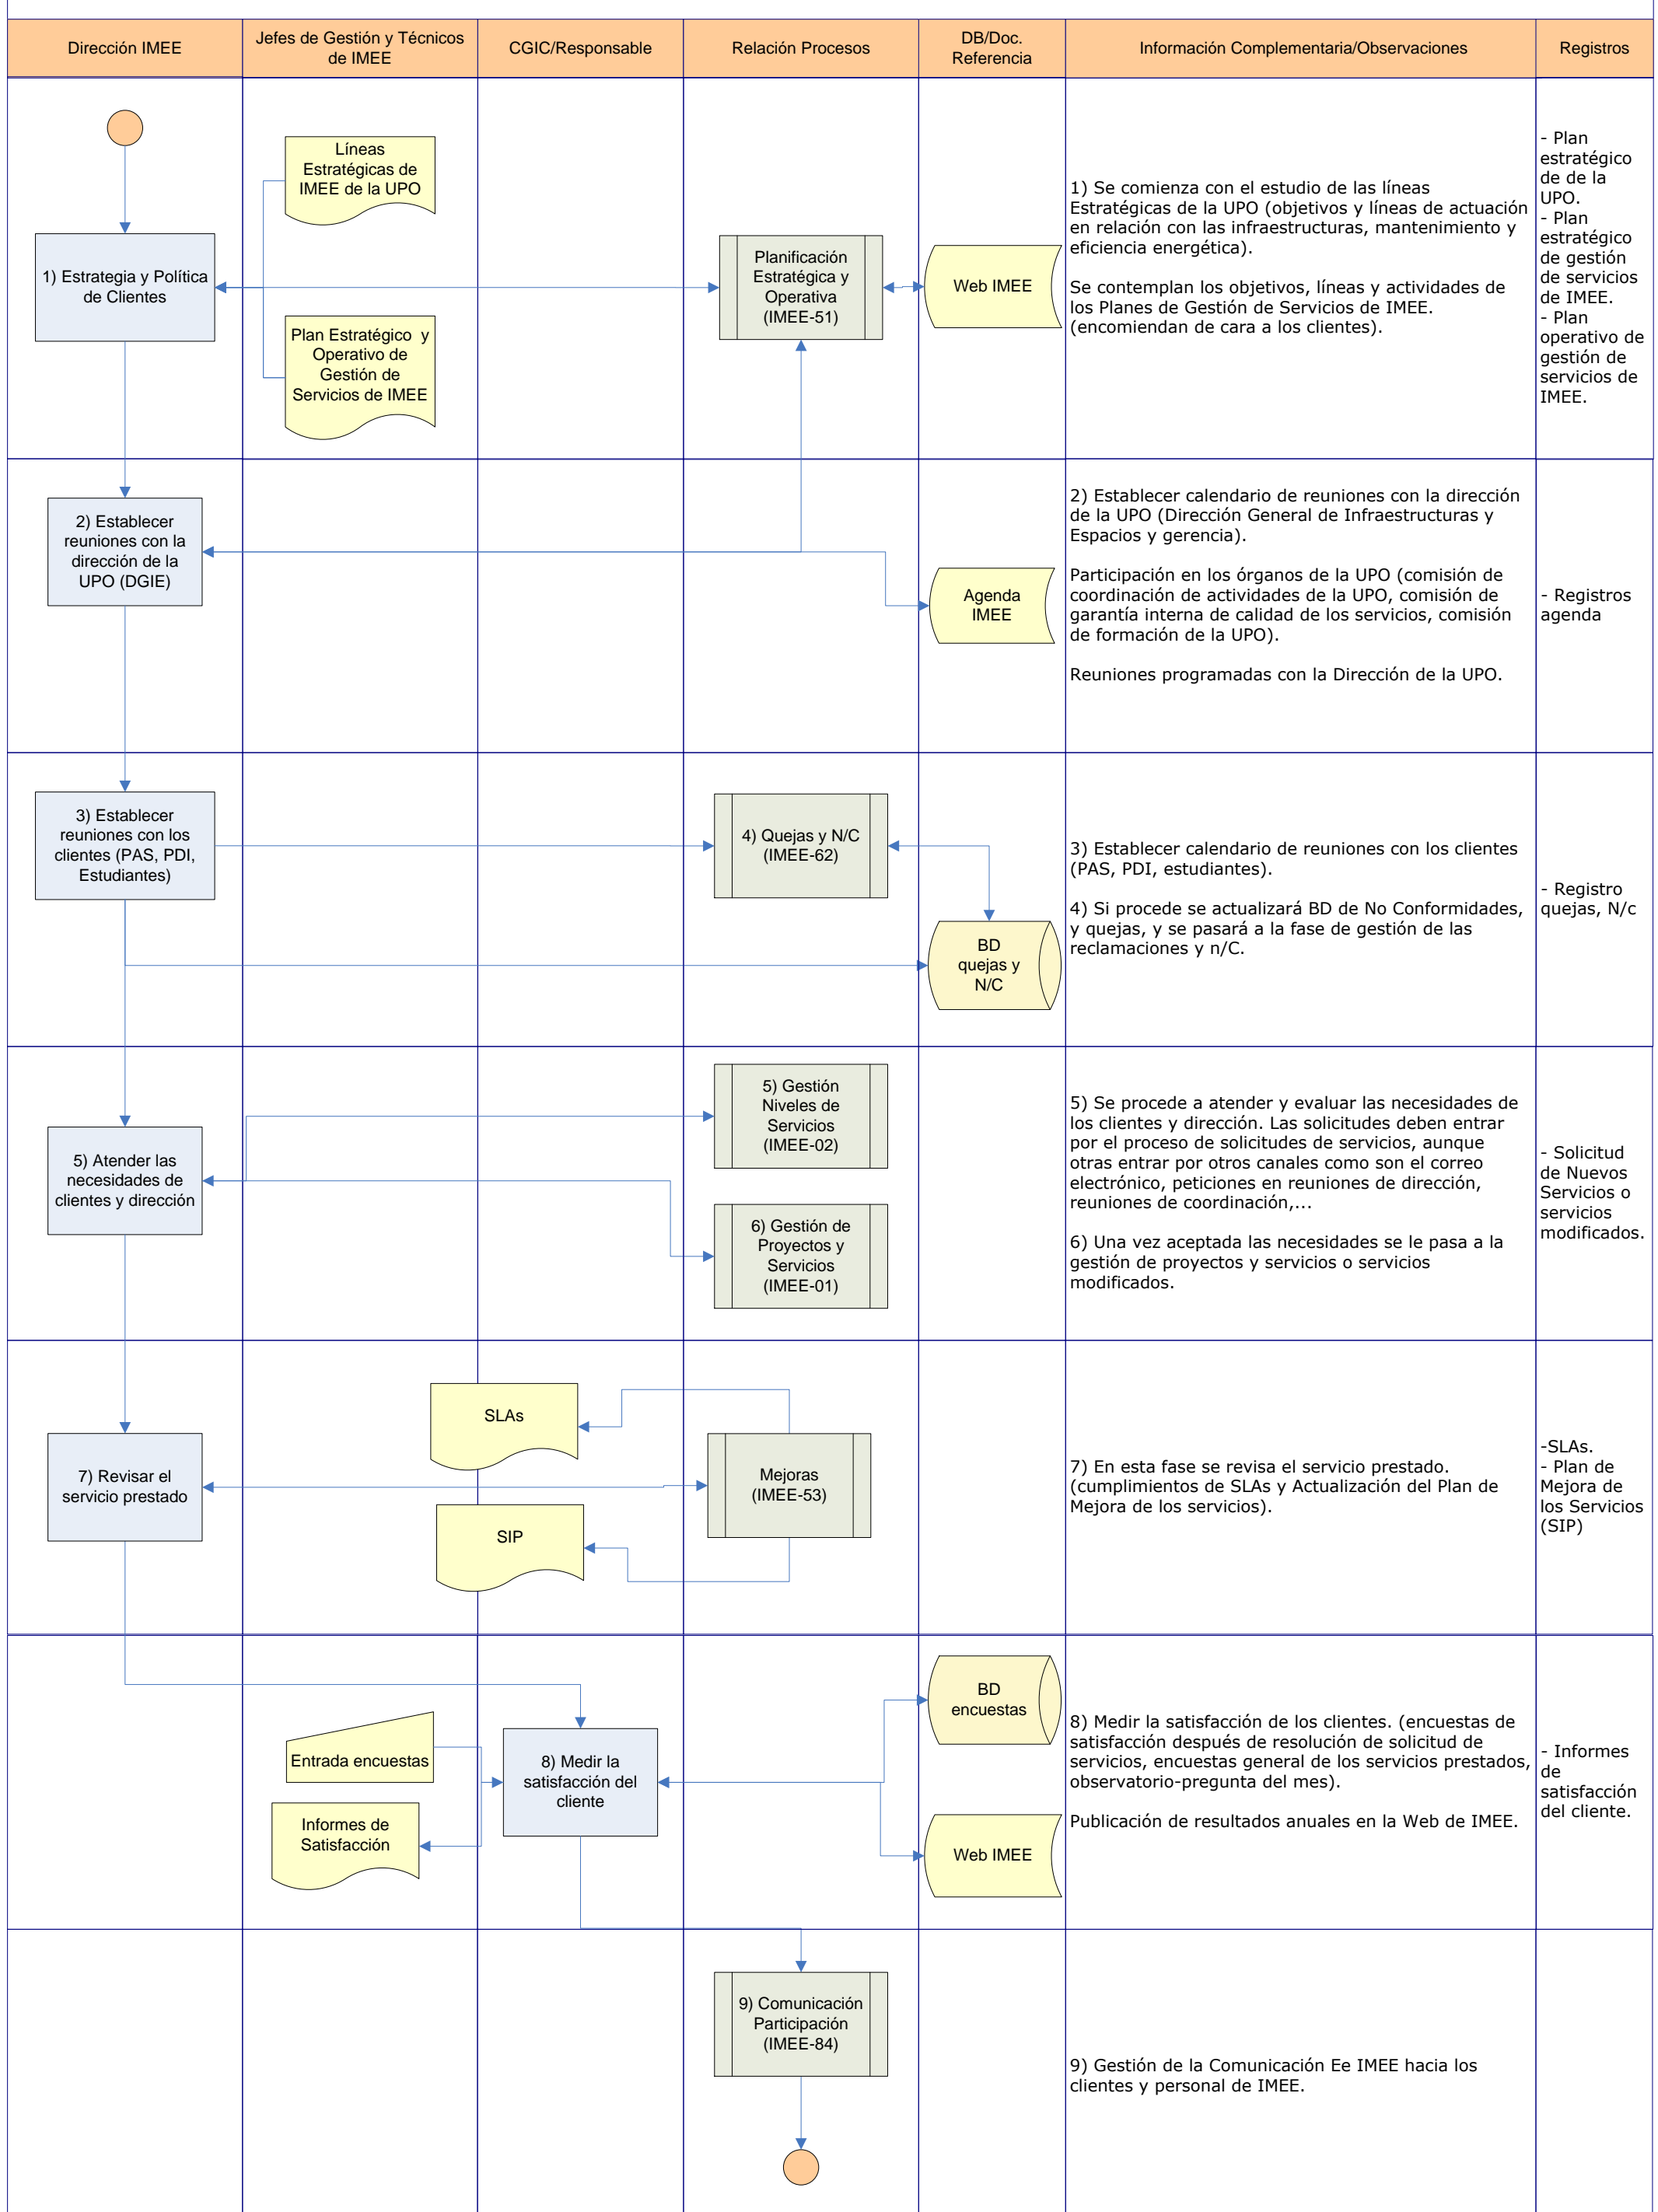 Dirección IMEE
Jefes de Gestión y Técnicos
de IMEE
CGIC/Responsable
Relación Procesos
DB/Doc.
Referencia
Información Complementaria/Observaciones
Registros
Líneas
Estratégicas de
IMEE de la UPO
1) Estrategia y Política
de Clientes
Plan Estratégico y
Operativo de
Gestión de
Servicios de IMEE
Planificación
Estratégica y
Operativa
(IMEE-51)
Web IMEE
1) Se comienza con el estudio de las líneas
Estratégicas de la UPO (objetivos y líneas de actuación
en relación con las infraestructuras, mantenimiento y
eficiencia energética).
Se contemplan los objetivos, líneas y actividades de
los Planes de Gestión de Servicios de IMEE.
(encomiendan de cara a los clientes).
- Plan
estratégico
de de la
UPO.
- Plan
estratégico
de gestión
de servicios
de IMEE.
- Plan
operativo de
gestión de
servicios de
IMEE.
2) Establecer
reuniones con la
dirección de la
UPO (DGIE)
Agenda
IMEE
2) Establecer calendario de reuniones con la dirección
de la UPO (Dirección General de Infraestructuras y
Espacios y gerencia).
Participación en los órganos de la UPO (comisión de
coordinación de actividades de la UPO, comisión de
garantía interna de calidad de los servicios, comisión
de formación de la UPO).
Reuniones programadas con la Dirección de la UPO.
- Registros
agenda
3) Establecer
reuniones con los
clientes (PAS, PDI,
Estudiantes)
4) Quejas y N/C
(IMEE-62)
BD
quejas y
N/C
3) Establecer calendario de reuniones con los clientes
(PAS, PDI, estudiantes).
4) Si procede se actualizará BD de No Conformidades,
y quejas, y se pasará a la fase de gestión de las
reclamaciones y n/C.
- Registro
quejas, N/c
5) Atender las
necesidades de
clientes y dirección
5) Gestión
Niveles de
Servicios
(IMEE-02)
6) Gestión de
Proyectos y
Servicios
(IMEE-01)
5) Se procede a atender y evaluar las necesidades de
los clientes y dirección. Las solicitudes deben entrar
por el proceso de solicitudes de servicios, aunque
otras entrar por otros canales como son el correo
electrónico, peticiones en reuniones de dirección,
reuniones de coordinación,...
6) Una vez aceptada las necesidades se le pasa a la
gestión de proyectos y servicios o servicios
modificados.
- Solicitud
de Nuevos
Servicios o
servicios
modificados.
7) Revisar el
servicio prestado
SLAs
SIP
Mejoras
(IMEE-53)
7) En esta fase se revisa el servicio prestado.
(cumplimientos de SLAs y Actualización del Plan de
Mejora de los servicios).
-SLAs.
- Plan de
Mejora de
los Servicios
(SIP)
Entrada encuestas
Informes de
Satisfacción
8) Medir la
satisfacción del
cliente
BD
encuestas
Web IMEE
8) Medir la satisfacción de los clientes. (encuestas de
satisfacción después de resolución de solicitud de
servicios, encuestas general de los servicios prestados,
observatorio-pregunta del mes).
Publicación de resultados anuales en la Web de IMEE.
- Informes
de
satisfacción
del cliente.
9) Comunicación
Participación
(IMEE-84)
9) Gestión de la Comunicación Ee IMEE hacia los
clientes y personal de IMEE.